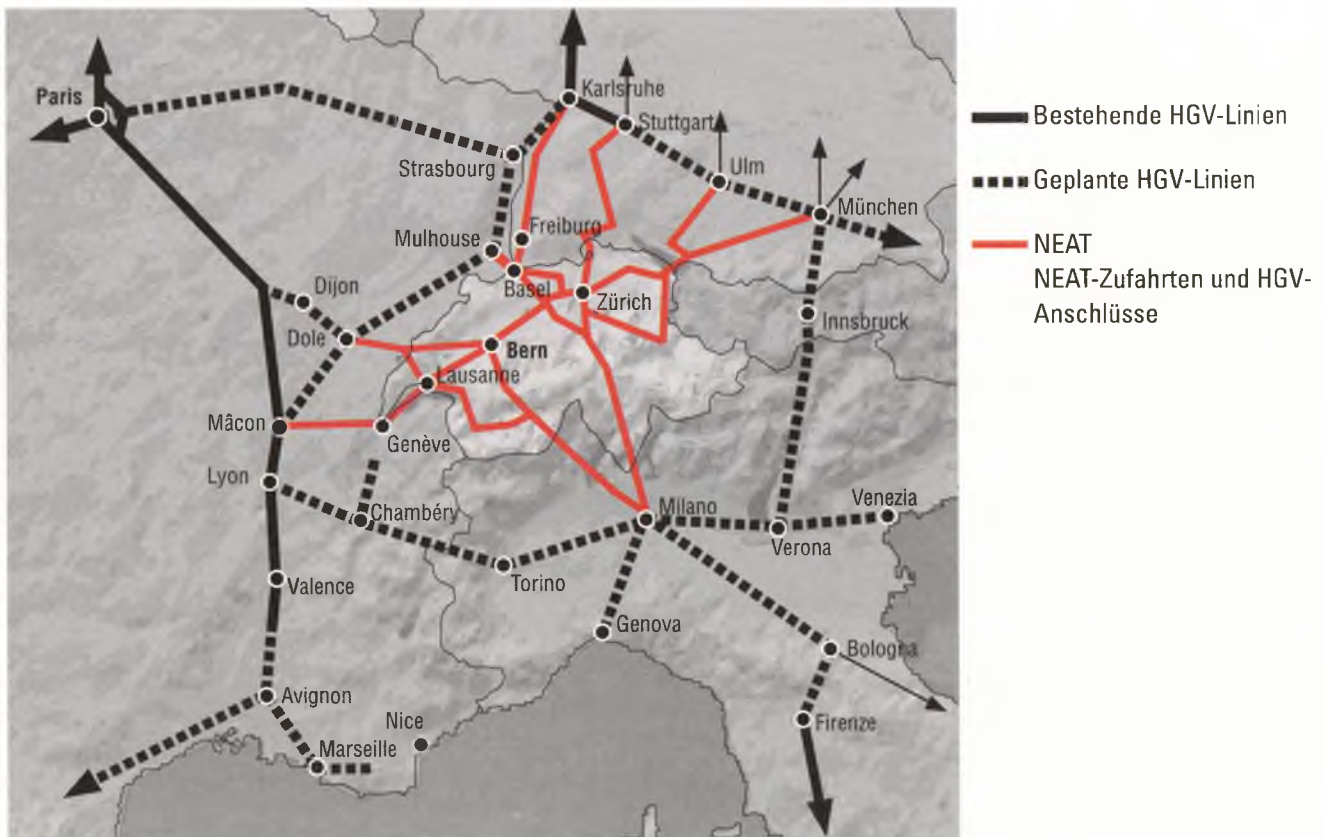 Paris
Karlsruhe
Stuttgart
Strasbourg
Ulm
München
Mulhouse
Freiburg
Basel
Zürich
Dijon
Dole
Innsbruck
Bern
Lausanne
Mâcon
Genève
Lyon
Chambéry
Milano
Venezia
Verona
Torino
Valence
Genova
Bologna
Avignon
Nice
Firenze
Marseille
Bestehende HGV-Linien
Geplante HGV-Linien
NEAT
NEAT-Zufahrten und HGV-
Anschlüsse